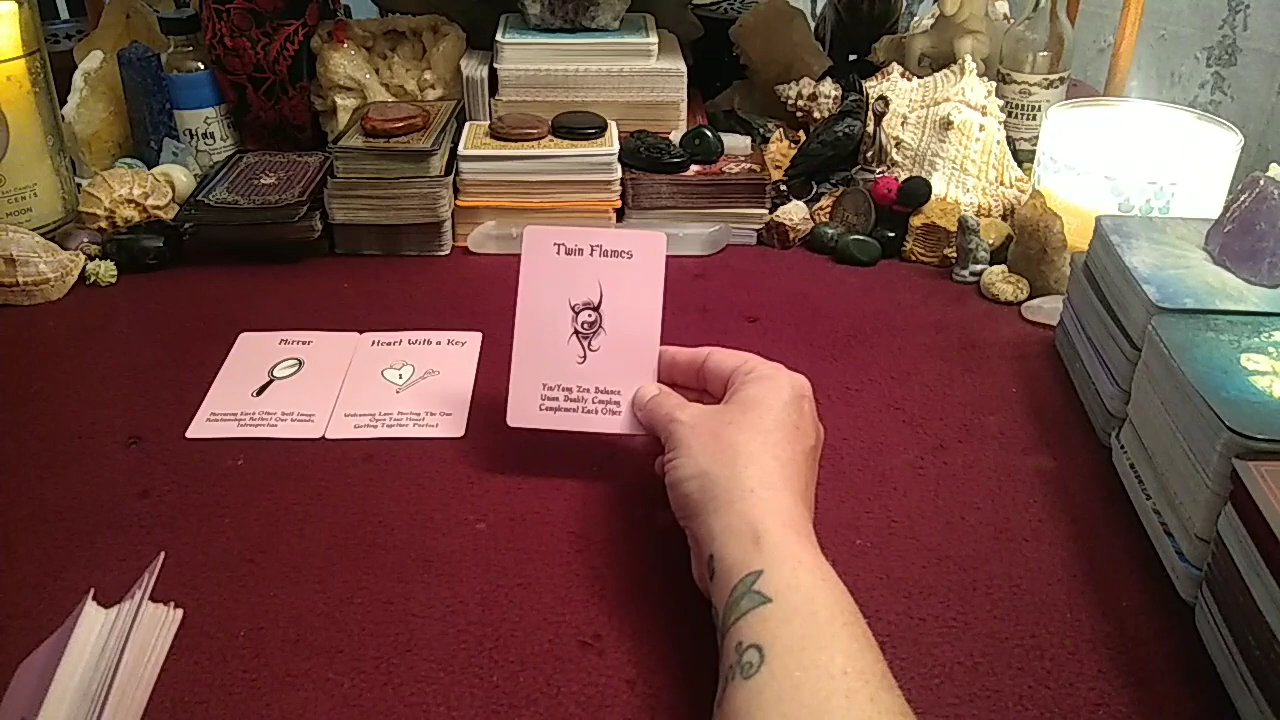 Holy
MOON
FLORIDA
WATER
Twin Flames
Yin/Yang, Zen, Balance,
Union, Duality, Coupling
Complement Each Other
Mirror
Mirroring Each Other, Self Image,
Relationships Reflect Our Wounds,
Introspection
Heart With a Key
Welcoming Love, Meeting The One
Open Your Heart
Getting Together, Perfect